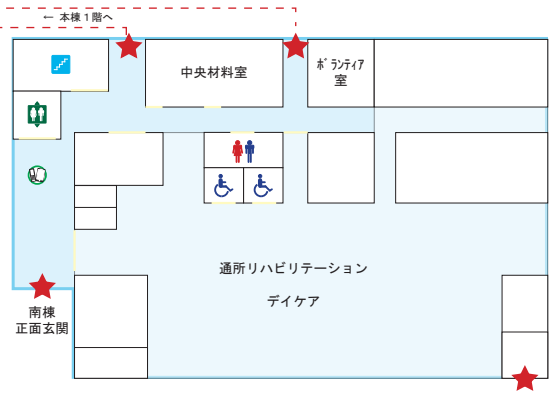 ← 本棟１階へ
中央材料室
ﾎﾞﾗﾝﾃｨｱ
室
通所リハビリテーション
デイケア
南棟
正面玄関